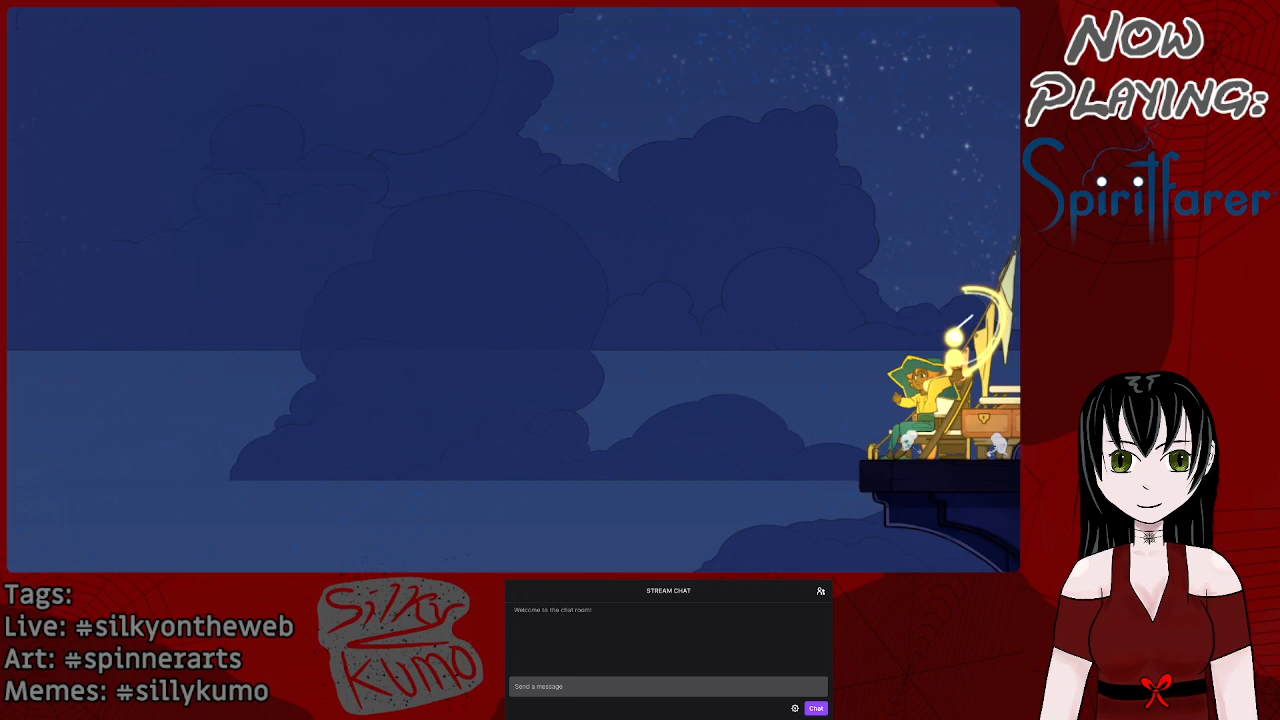 Now
Playing:
Spiritfarer
Tags:
Live: #silkyontheweb
Art: #spinnerarts
Memes: #sillykumo
Silky
Kumo
STREAM CHAT
Welcome to the chat room!
Send a message
Chat